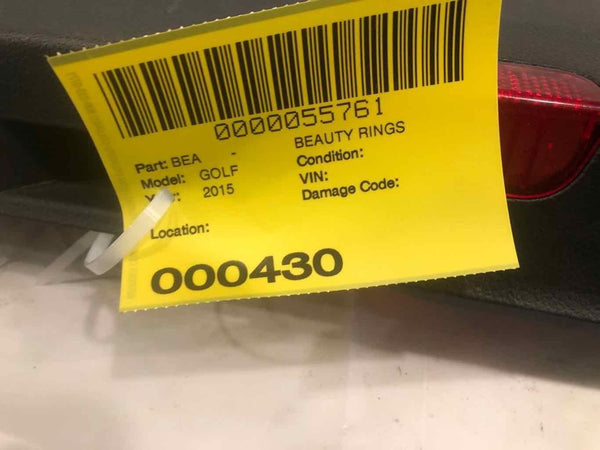 0000055761
Part: BEA - BEAUTY RINGS
Model: GOLF Condition:
2015 VIN:
Damage Code:
Location:
000430